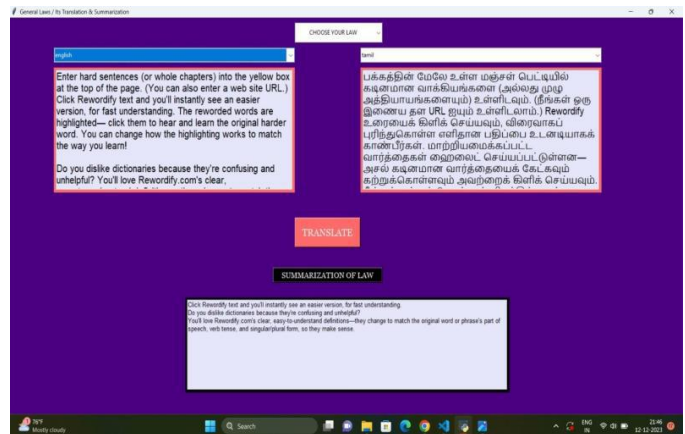 General Laws / Its Translation & Summarization
CHOOSE YOUR LAW
english
tamil
Enter hard sentences (or whole chapters) into the yellow box
at the top of the page. (You can also enter a web site URL.)
Click Rewordify text and you'll instantly see an easier
version, for fast understanding. The reworded words are
highlighted— click them to hear and learn the original harder
word. You can change how the highlighting works to match
the way you learn!
Do you dislike dictionaries because they're confusing and
unhelpful? You'll love Rewordify.com's clear,
பக்கத்தின் மேலே உள்ள மஞ்சள் பெட்டியில்
கடினமான வாக்கியங்களை (அல்லது முழு
அத்தியாயங்களையும்) உள்ளிடவும். (நீங்கள் ஒரு
இணைய தள URL ஐயும் உள்ளிடலாம்.) Rewordify
உரையைக் கிளிக் செய்யவும், விரைவாகப்
புரிந்துகொள்ள எளிதான பதிப்பை உடனடியாகக்
காண்பீர்கள். மாற்றியமைக்கப்பட்ட
வார்த்தைகள் ஹைலைட் செய்யப்பட்டுள்ளன—
அசல் கடினமான வார்த்தையைக் கேட்கவும்
கற்றுக்கொள்ளவும் அவற்றைக் கிளிக் செய்யவும்.
TRANSLATE
SUMMARIZATION OF LAW
Click Rewordify text and you'll instantly see an easier version, for fast understanding.
Do you dislike dictionaries because they're confusing and unhelpful?
You'll love Rewordify.com's clear, easy-to-understand definitions—they change to match the original word or phrase's part of
speech, verb tense, and singular/plural form, so they make sense.
76°F
Mostly cloudy
Search
ENG
IN
21:46
12-12-2023